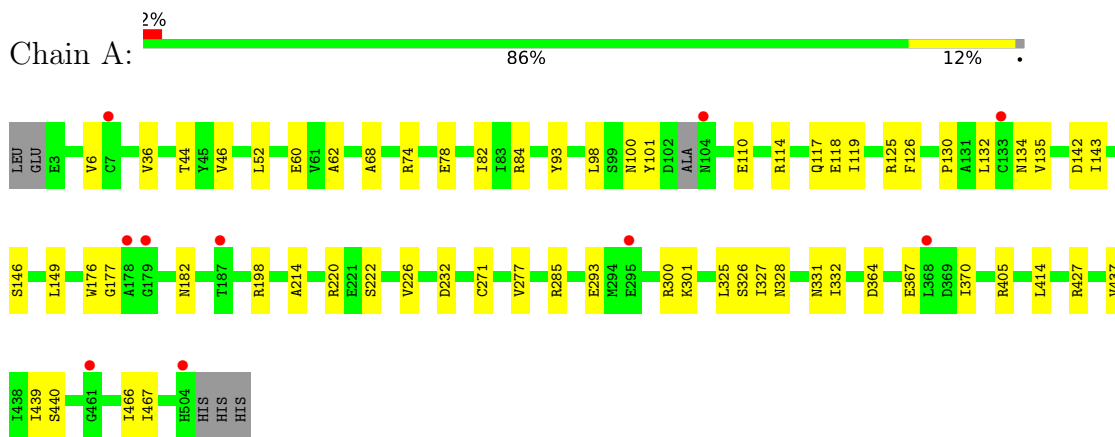 2%
Chain A:
86% 12% •
LEU GLU E3 V6 C7 V36 T44 Y45 V46 L52 E60 V61 A62 A68 R74 E78 I82 I83 R84 Y93 L98 S99 N100 Y101 D102 ALA N104 E110 R114 Q117 E118 I119 R125 F126 P130 A131 L132 C133 N134 V135 D142 I143
S146 L149 W176 G177 A178 G179 N182 T187 R198 A214 R220 E221 S222 V226 D232 C271 V277 R285 E293 M294 E295 R300 K301 L325 S326 I327 N328 N331 I332 D364 E367 L368 D369 I370 R405 L414 R427 V437
I438 I439 S440 G461 I466 I467 H504 HIS HIS HIS